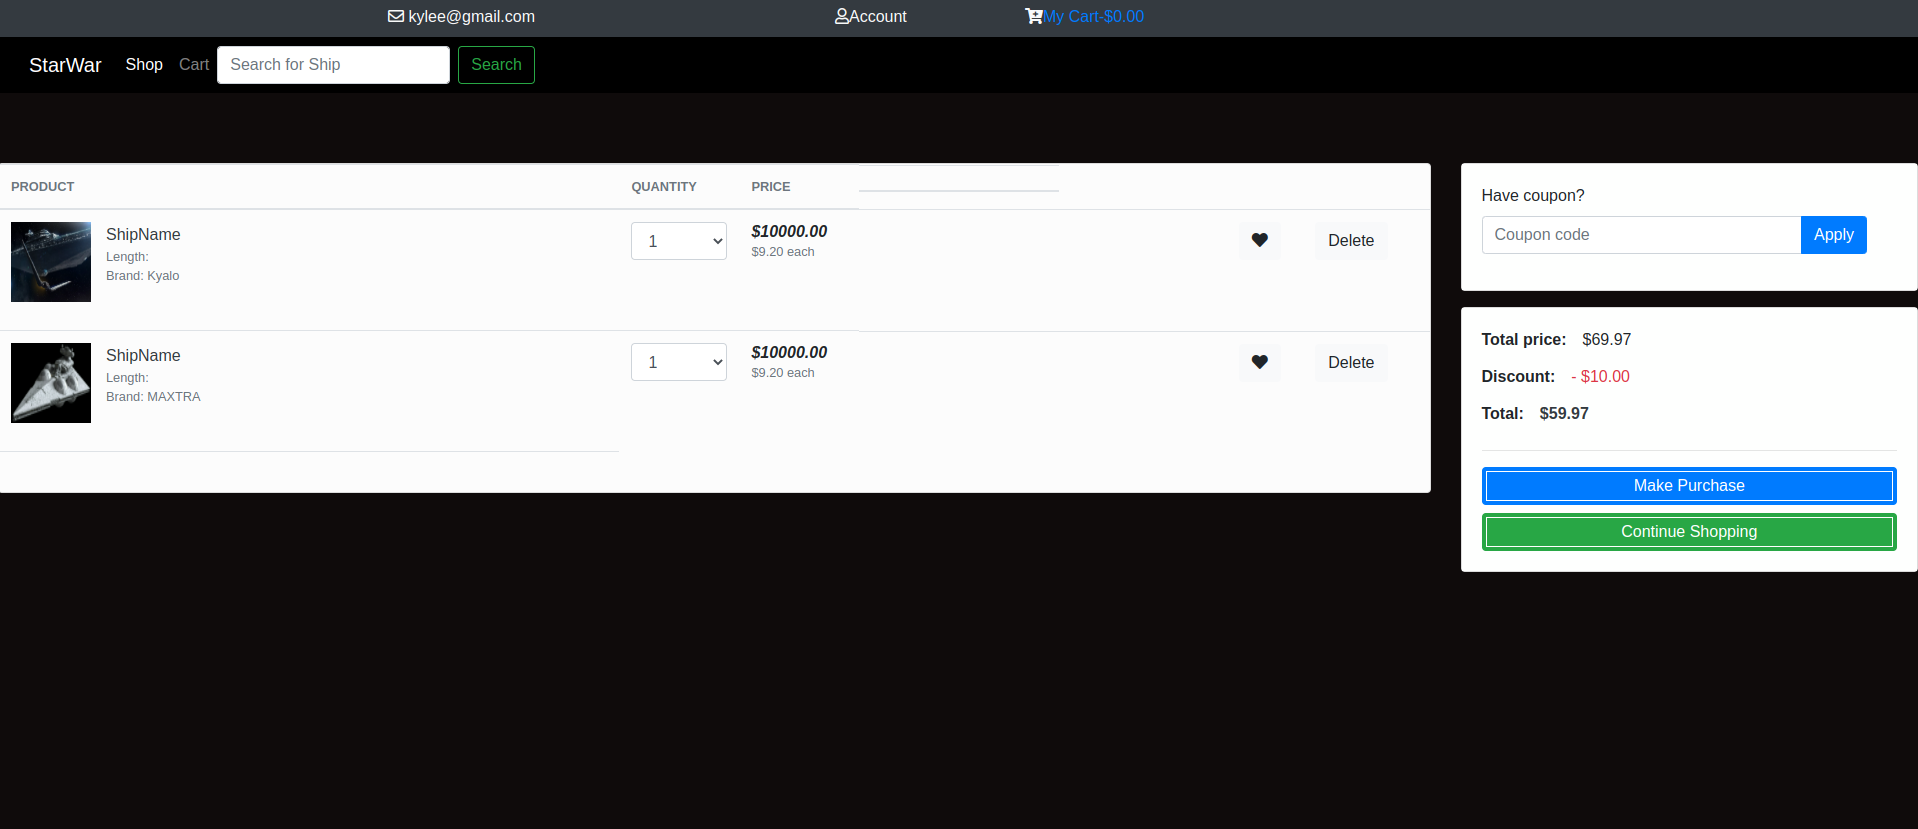 kylee@gmail.com Account My Cart-$0.00
StarWar Shop Cart Search for Ship Search
PRODUCT QUANTITY PRICE
ShipName 1 $10000.00 Delete
Length: $9.20 each
Brand: Kyalo
ShipName 1 $10000.00 Delete
Length: $9.20 each
Brand: MAXTRA
Have coupon?
Coupon code Apply
Total price: $69.97
Discount: - $10.00
Total: $59.97
Make Purchase
Continue Shopping